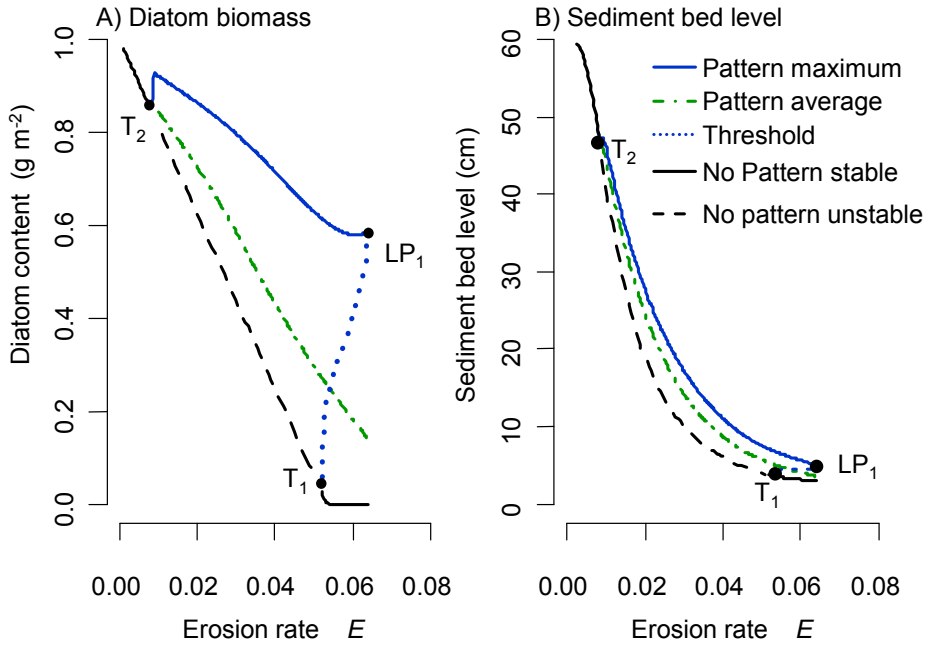 A) Diatom biomass
Diatom content (g m-2)
1.0
0.8
0.6
0.4
0.2
0.0
T2
LP1
T1
0.00 0.02 0.04 0.06 0.08
Erosion rate E
B) Sediment bed level
Sediment bed level (cm)
60
50
40
30
20
10
0
Pattern maximum
Pattern average
Threshold
No Pattern stable
No pattern unstable
T2
LP1
T1
0.00 0.02 0.04 0.06 0.08
Erosion rate E